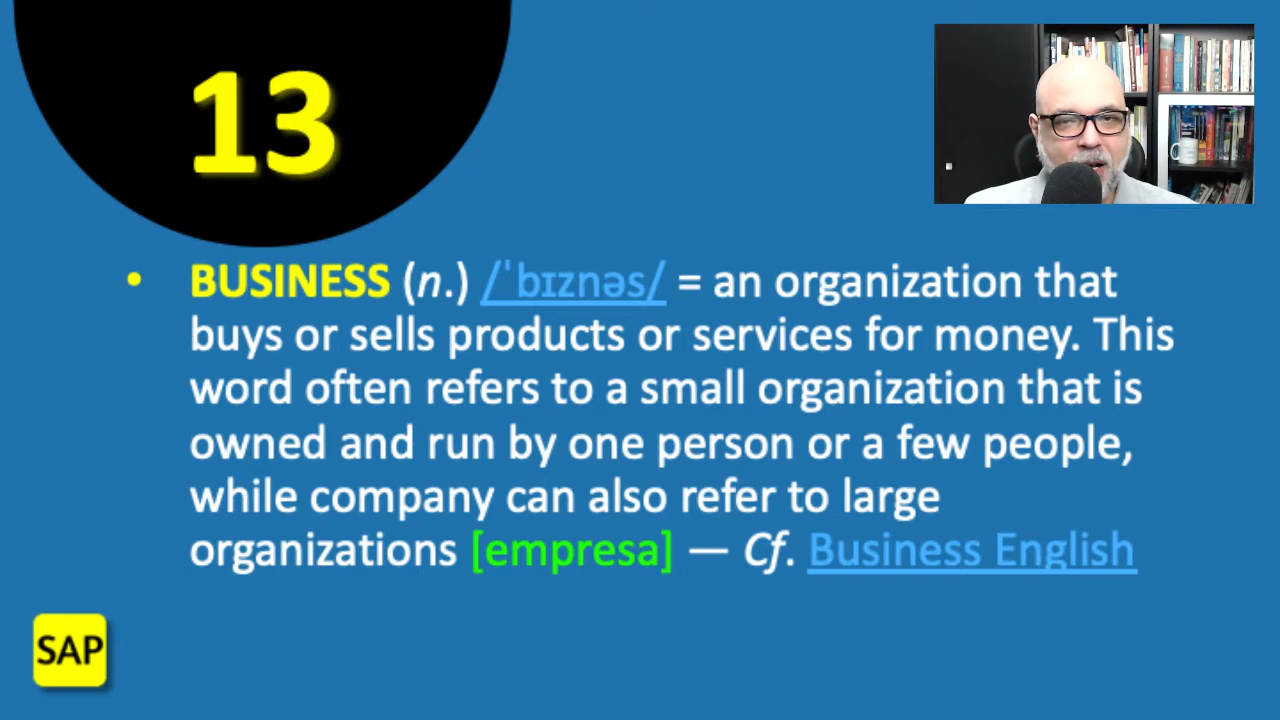 13
• BUSINESS (n.) /ˈbɪznəs/ = an organization that
buys or sells products or services for money. This
word often refers to a small organization that is
owned and run by one person or a few people,
while company can also refer to large
organizations [empresa] — Cf. Business English
SAP